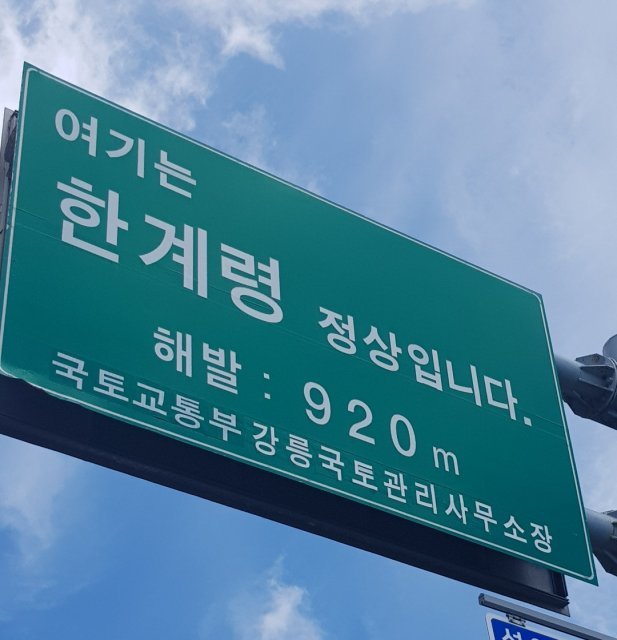 여기는
한계령 정상입니다.
해발 : 920m
국토교통부 강릉국토관리사무소장